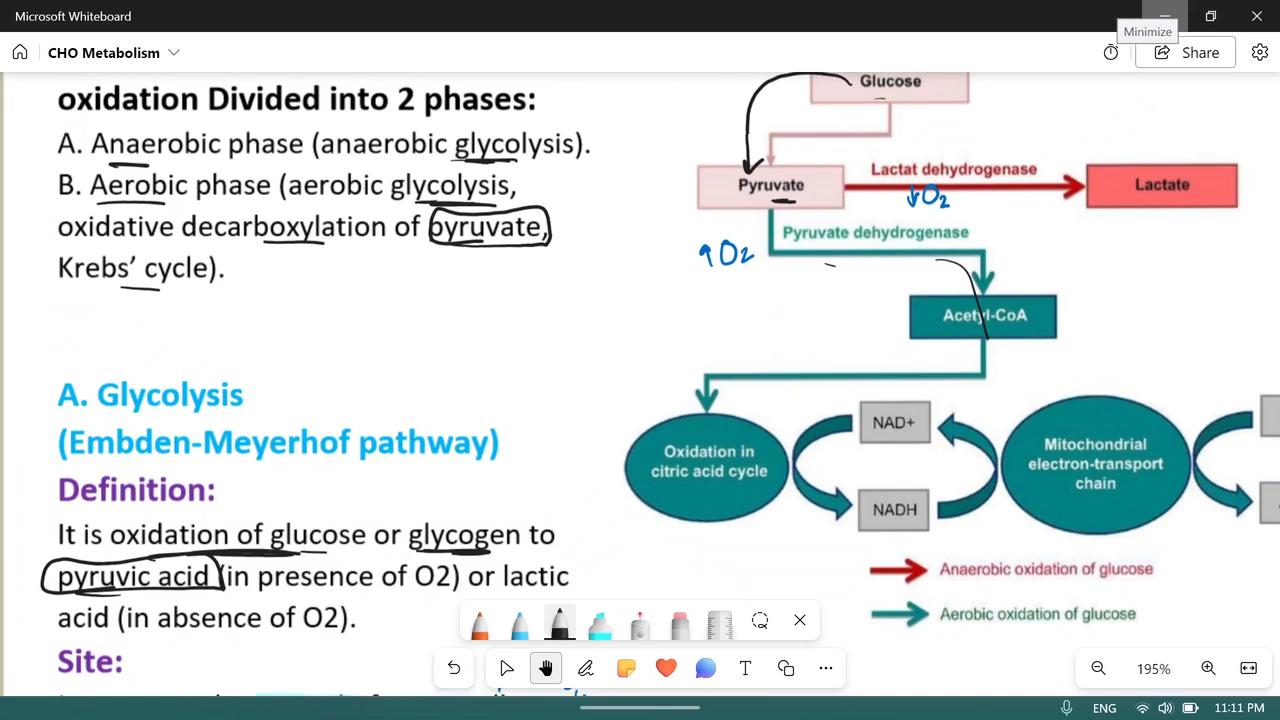 Microsoft Whiteboard
Minimize
CHO Metabolism
Share
oxidation Divided into 2 phases:
A. Anaerobic phase (anaerobic glycolysis).
B. Aerobic phase (aerobic glycolysis,
oxidative decarboxylation of pyruvate,
Krebs’ cycle).
A. Glycolysis
(Embden-Meyerhof pathway)
Definition:
It is oxidation of glucose or glycogen to
pyruvic acid (in presence of O2) or lactic
acid (in absence of O2).
Site:
Glucose
Pyruvate
Lactat dehydrogenase
↓O2
Lactate
Pyruvate dehydrogenase
↑O2
Acetyl-CoA
Oxidation in
citric acid cycle
NAD+
NADH
Mitochondrial
electron-transport
chain
Anaerobic oxidation of glucose
Aerobic oxidation of glucose
T
195%
ENG
11:11 PM